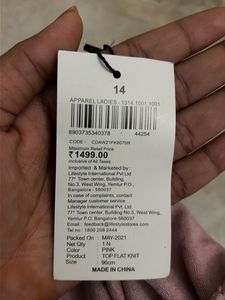 14
APPAREL LADIES - 1314.1001.1001
8903735340378 44254
CODE :- CDAW21FK8076R
Maximum Retail Price
₹1499.00
Inclusive of All Taxes
Imported & Marketed by :
Lifestyle International Pvt Ltd
77° Town center, Building,
No.3, West Wing, Yemlur P.O,
Bangalore - 560037
In case of complaints, contact
Manager customer service
Lifestyle International Pvt.Ltd
77° Town center, Building No.3, West Wing,
Yemlur P.O, Bangalore-560037
Email : feedback@lifestylestores.com
Tel no : 1800 208 2444
Packed On : MAY-2021
Net Qty : 1 N
Color : PINK
Product : TOP FLAT KNIT
Size : 96cm
MADE IN CHINA